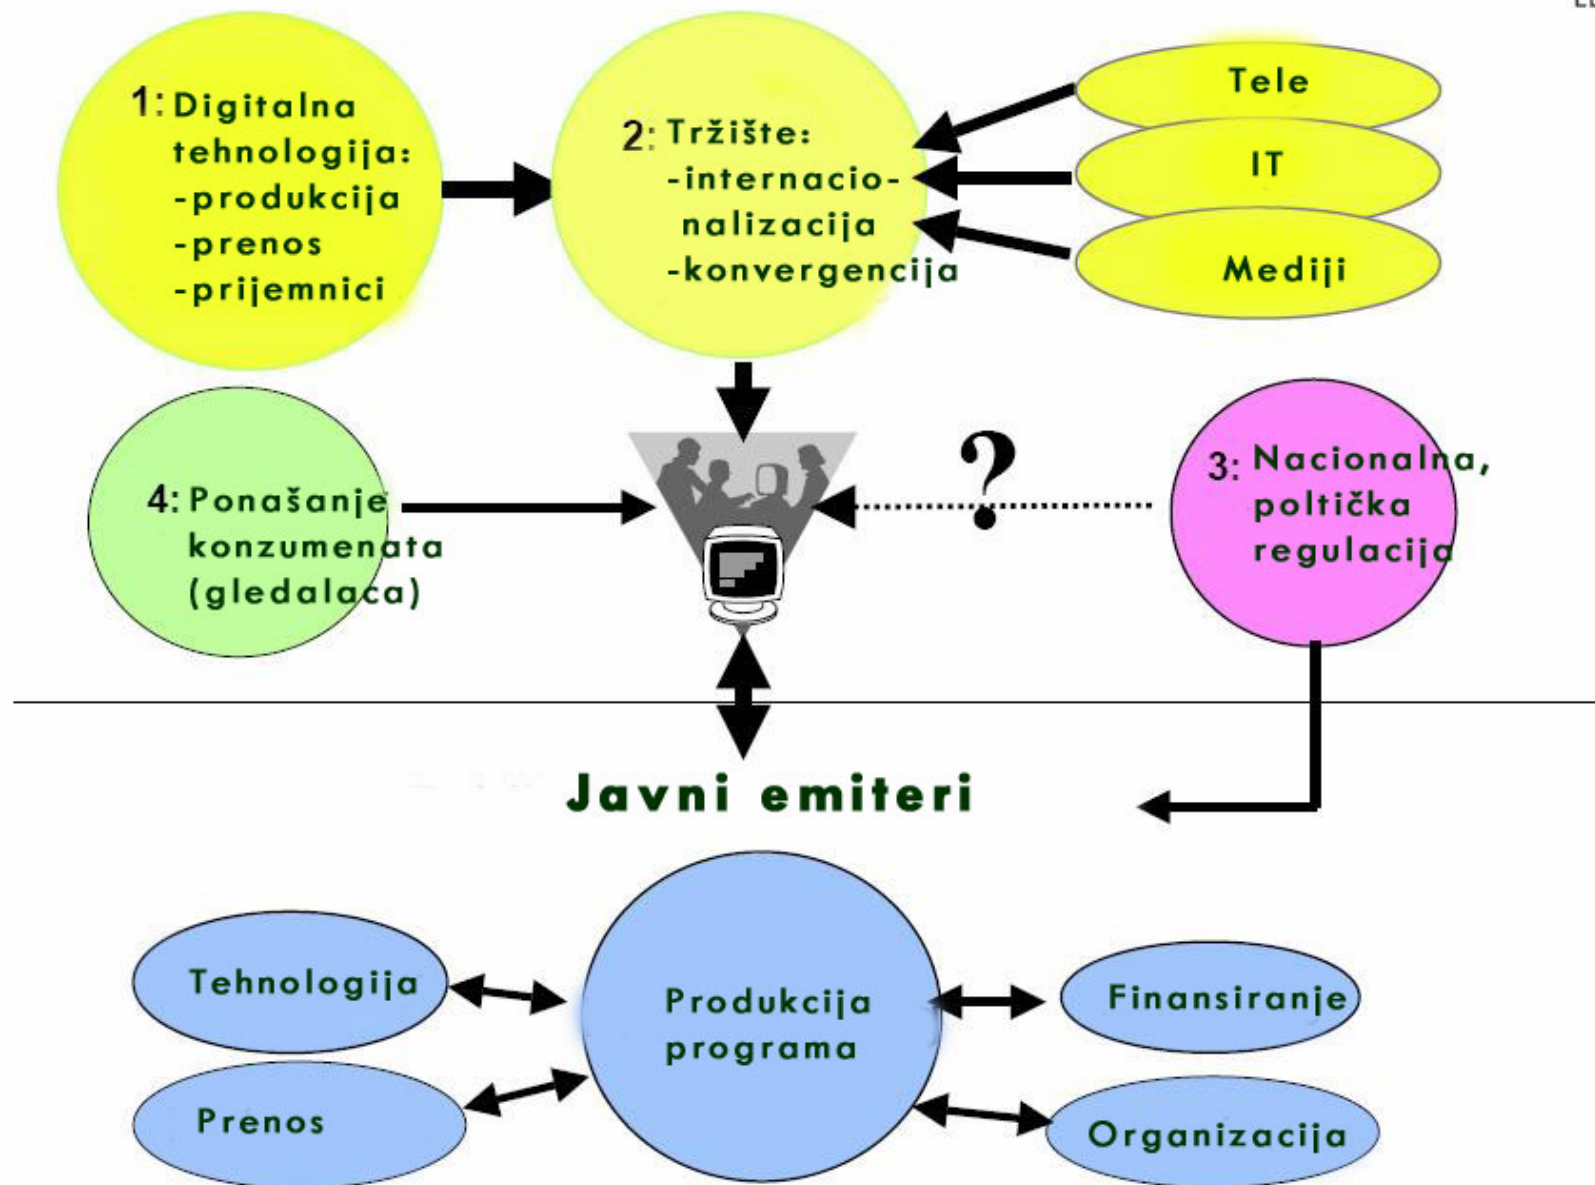 1: Digitalna
tehnologija:
-produkcija
-prenos
-prijemnici
2: Tržište:
-internacio-
nalizacija
-konvergencija
Tele
IT
Mediji
4: Ponašanje
konzumenata
(gledalaca)
?
3: Nacionalna,
poltička
regulacija
Javni emiteri
Tehnologija
Prenos
Produkcija
programa
Finansiranje
Organizacija